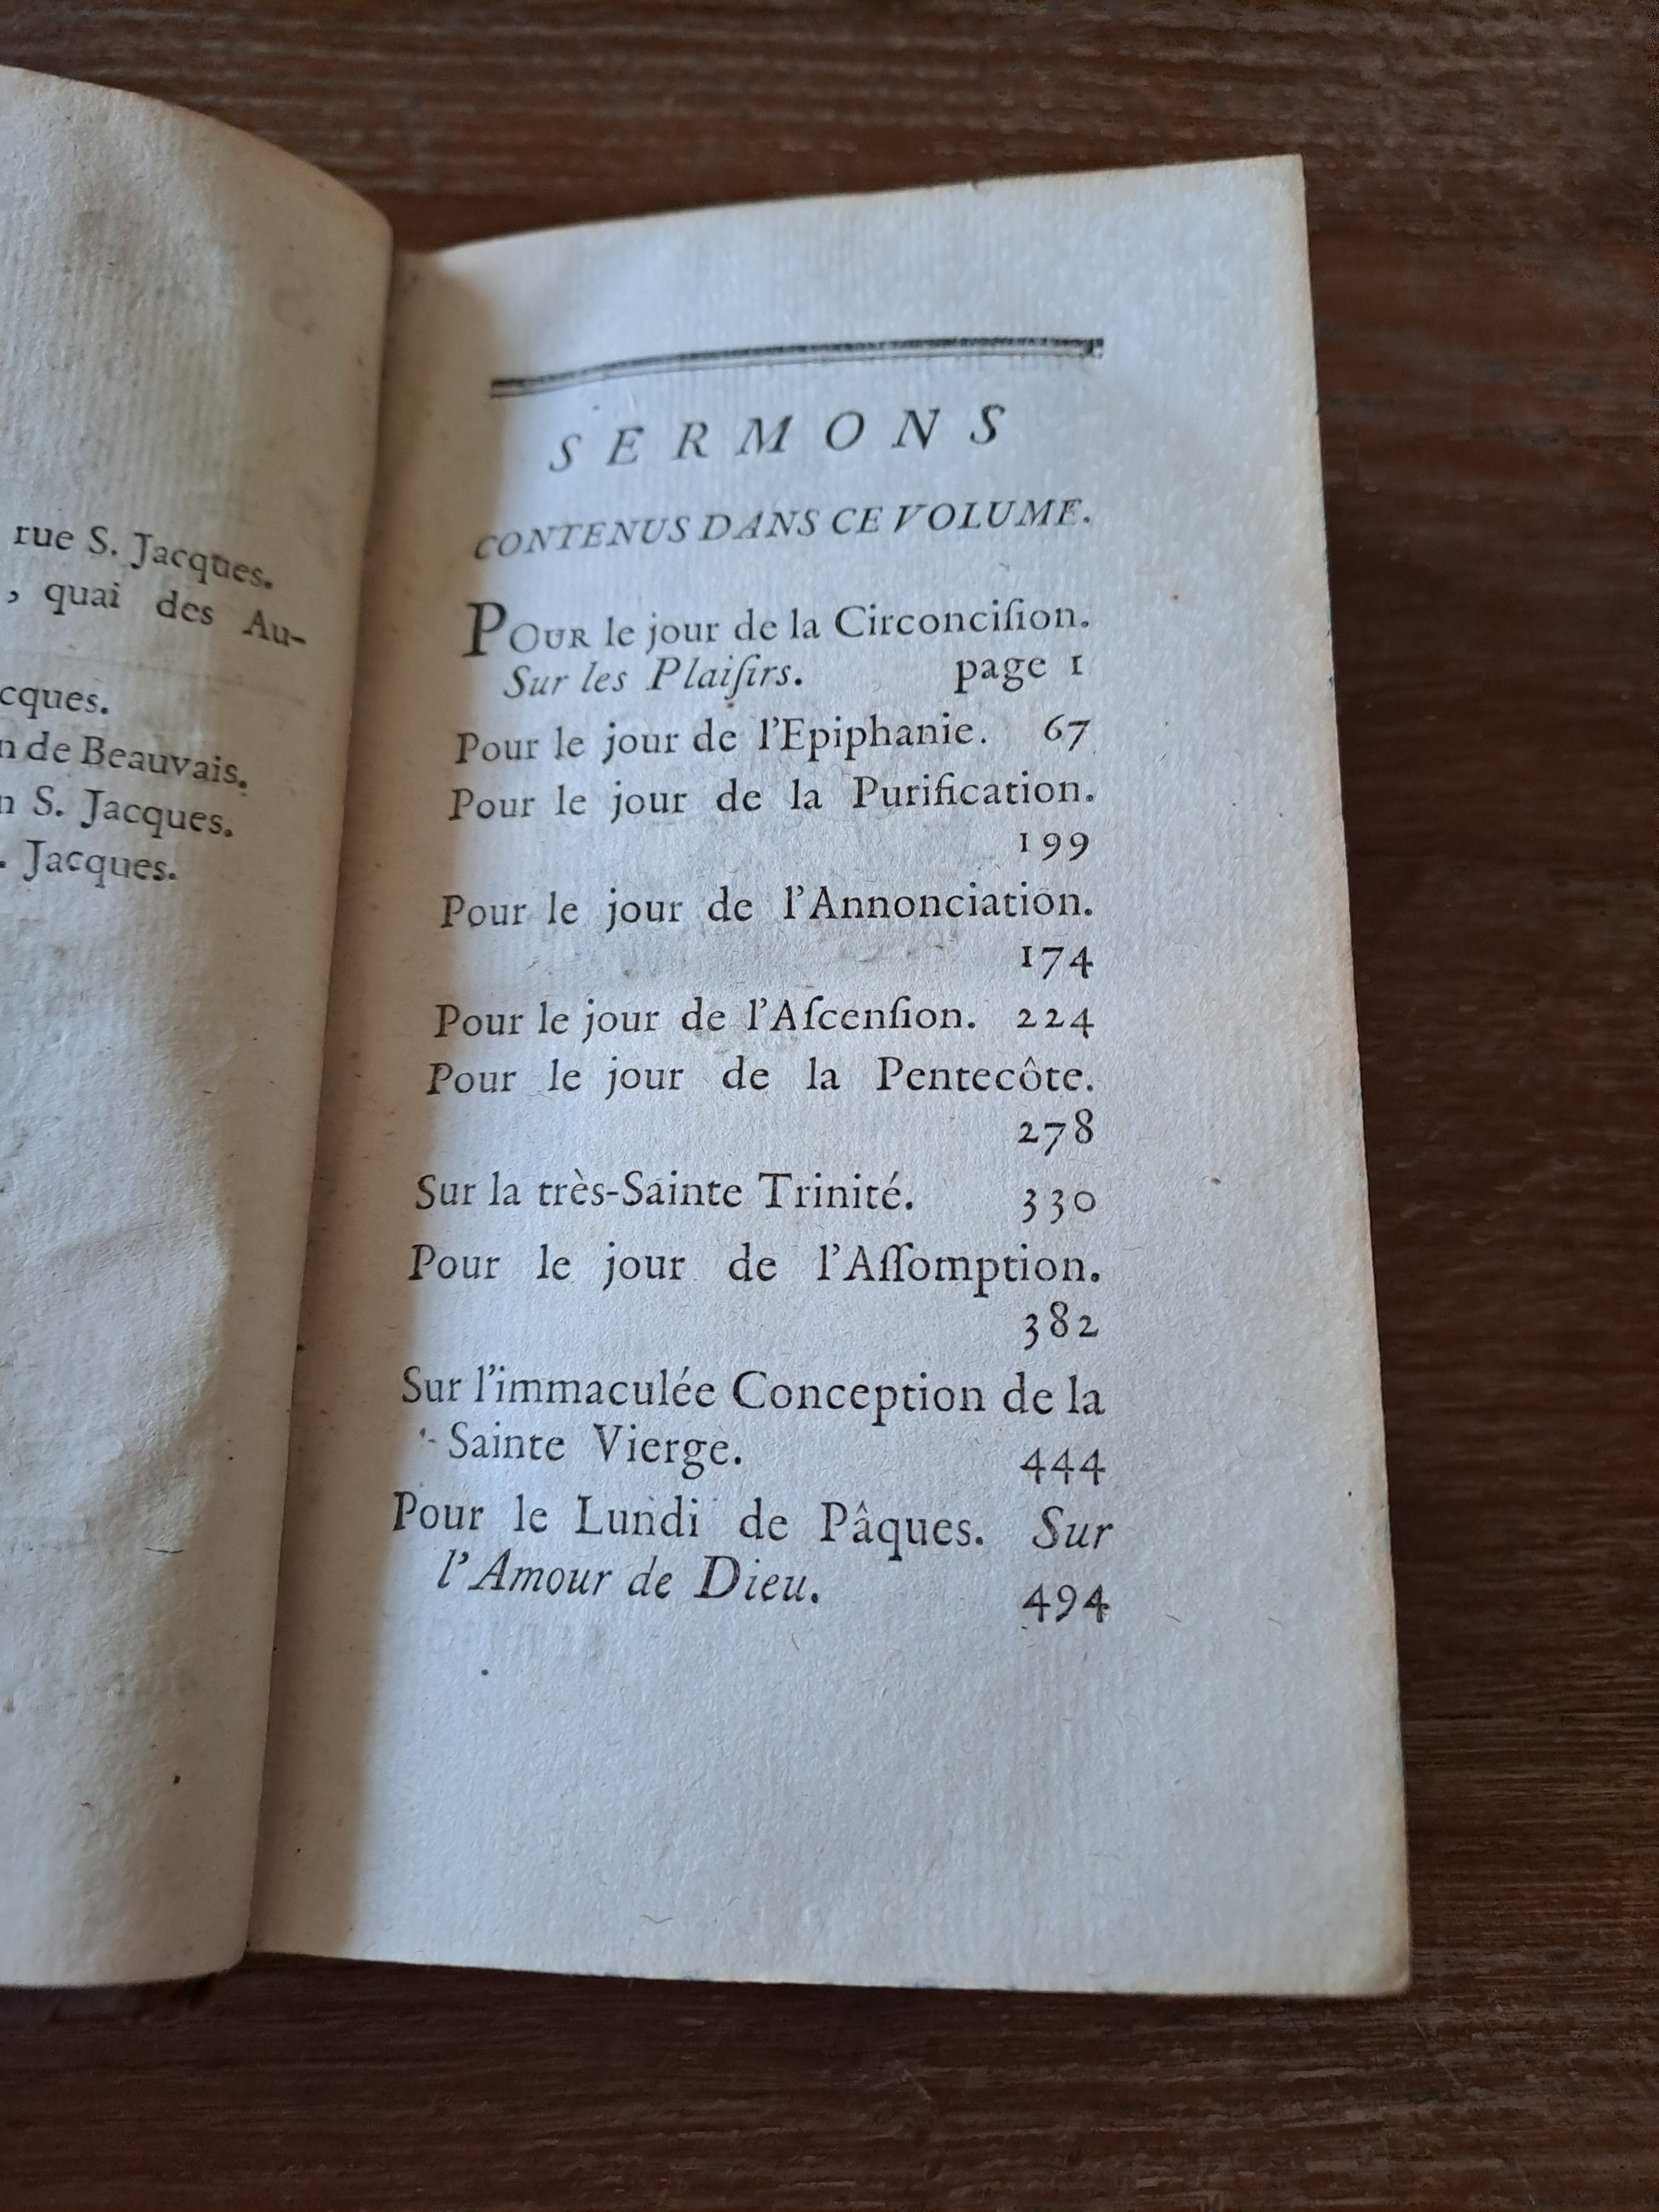 rue S. Jacques.
, quai des Au-
cques.
n de Beauvais.
n S. Jacques.
. Jacques.
SERMONS
CONTENUS DANS CE VOLUME.
POUR le jour de la Circonciſion.
Sur les Plaiſirs. page 1
Pour le jour de l'Epiphanie. 67
Pour le jour de la Purification.
199
Pour le jour de l'Annonciation.
174
Pour le jour de l'Aſcenſion. 224
Pour le jour de la Pentecôte.
278
Sur la très-Sainte Trinité. 330
Pour le jour de l'Aſſomption.
382
Sur l'immaculée Conception de la
Sainte Vierge. 444
Pour le Lundi de Pâques. Sur
l'Amour de Dieu. 494